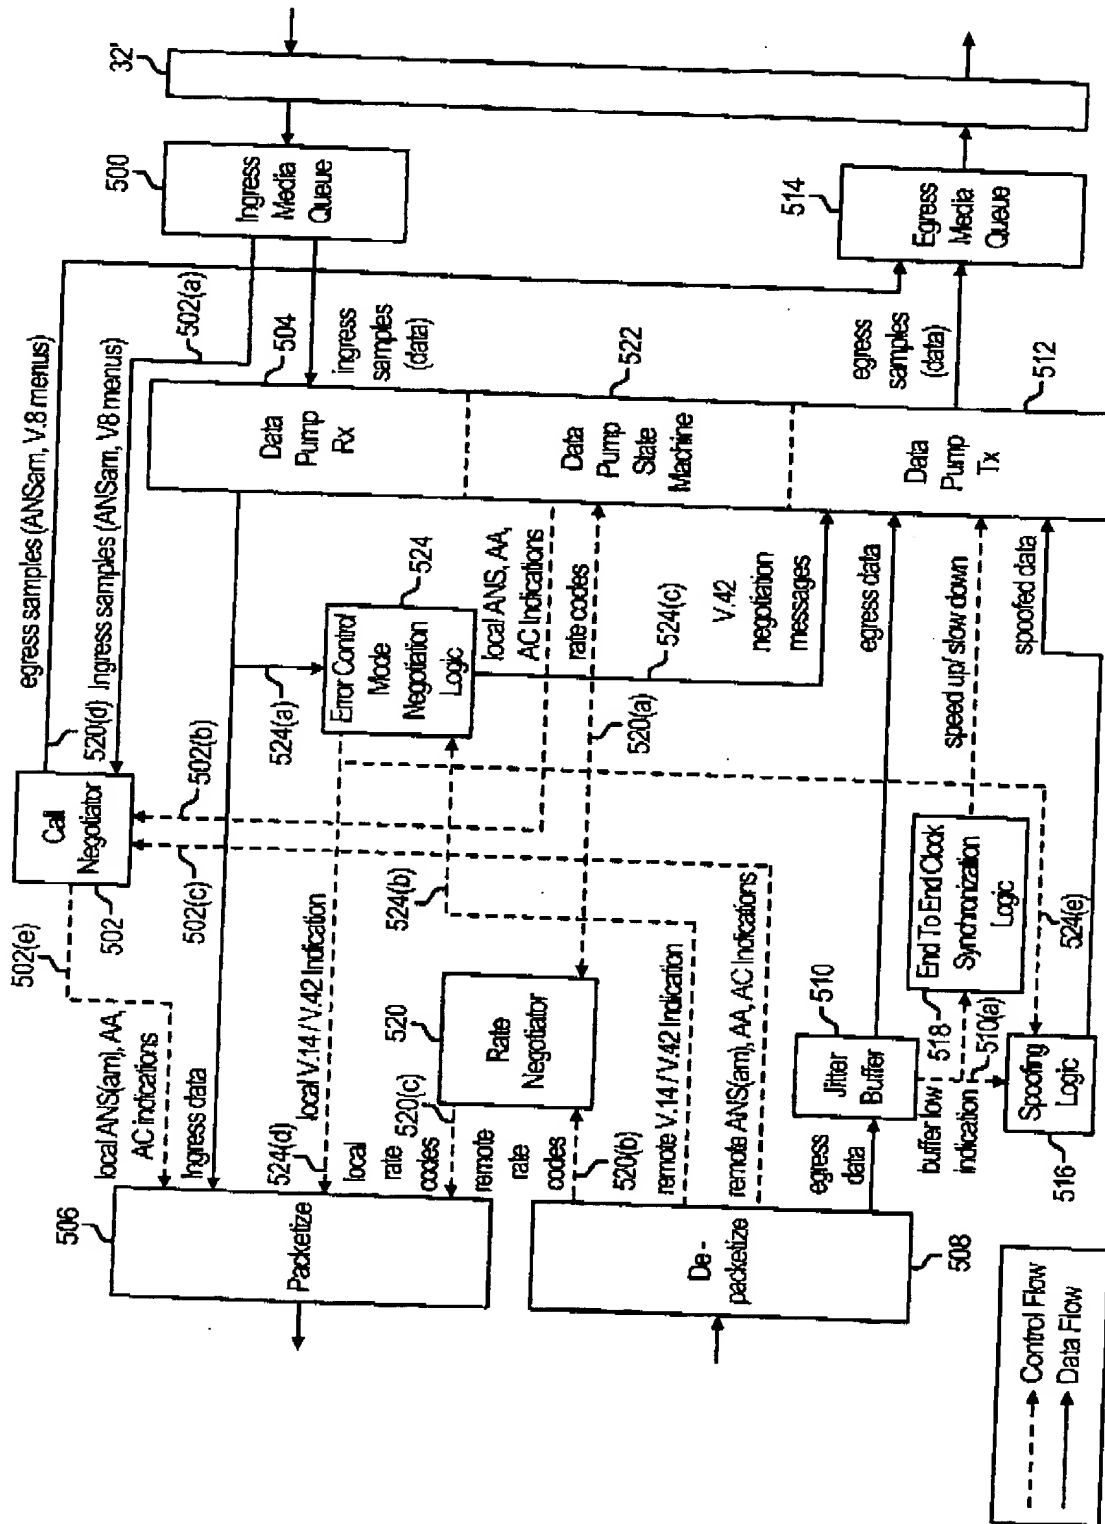 32'
500
Ingress
Media
Queue
514
Egress
Media
Queue
egress samples (ANSam, V.8 menus)
502(a)
520(d)
Ingress samples (ANSam, V8 menus)
504
ingress
samples
(data)
522
egress
samples
(data)
512
Data
Pump
Rx
Data
Pump
State
Machine
Data
Pump
Tx
Call
Negotiator
502
502(b)
502(c)
502(e)
524(a)
Error Control
Mode
Negotiation
Logic
524
local ANS, AA,
AC Indications
rate codes
520(a)
524(c)
V.42
negotiation
messages
egress data
speed up/ slow down
spoofed data
524(b)
Rate
Negotiator
520
520(c)
520(b)
local ANS(am), AA,
AC indications
Ingress data
local V.14 / V.42 Indication
524(d)
local
rate
codes
remote
rate
codes
remote V.14 / V.42 Indication
remote ANS(am), AA, AC Indications
510
Jitter
Buffer
egress
data
buffer low
indication
510(a)
518
End To End Clock
Synchronization
Logic
524(e)
Spoofing
Logic
516
506
Packetize
De -
packetize
508
Control Flow
Data Flow